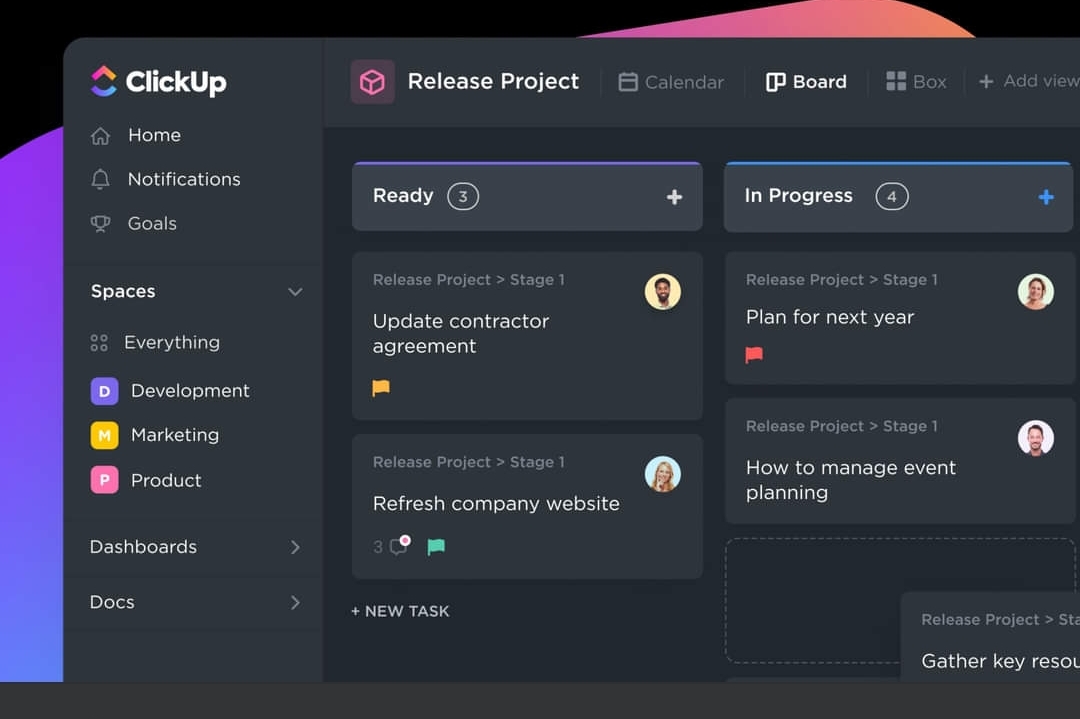 ClickUp
Home
Notifications
Goals
Spaces
Everything
D Development
M Marketing
P Product
Dashboards
Docs
Release Project
Calendar
Board
Box
+ Add view
Ready 3 +
Release Project > Stage 1
Update contractor
agreement
Release Project > Stage 1
Refresh company website
3
+ NEW TASK
In Progress 4 +
Release Project > Stage 1
Plan for next year
Release Project > Stage 1
How to manage event
planning
Release Project > Sta
Gather key resou